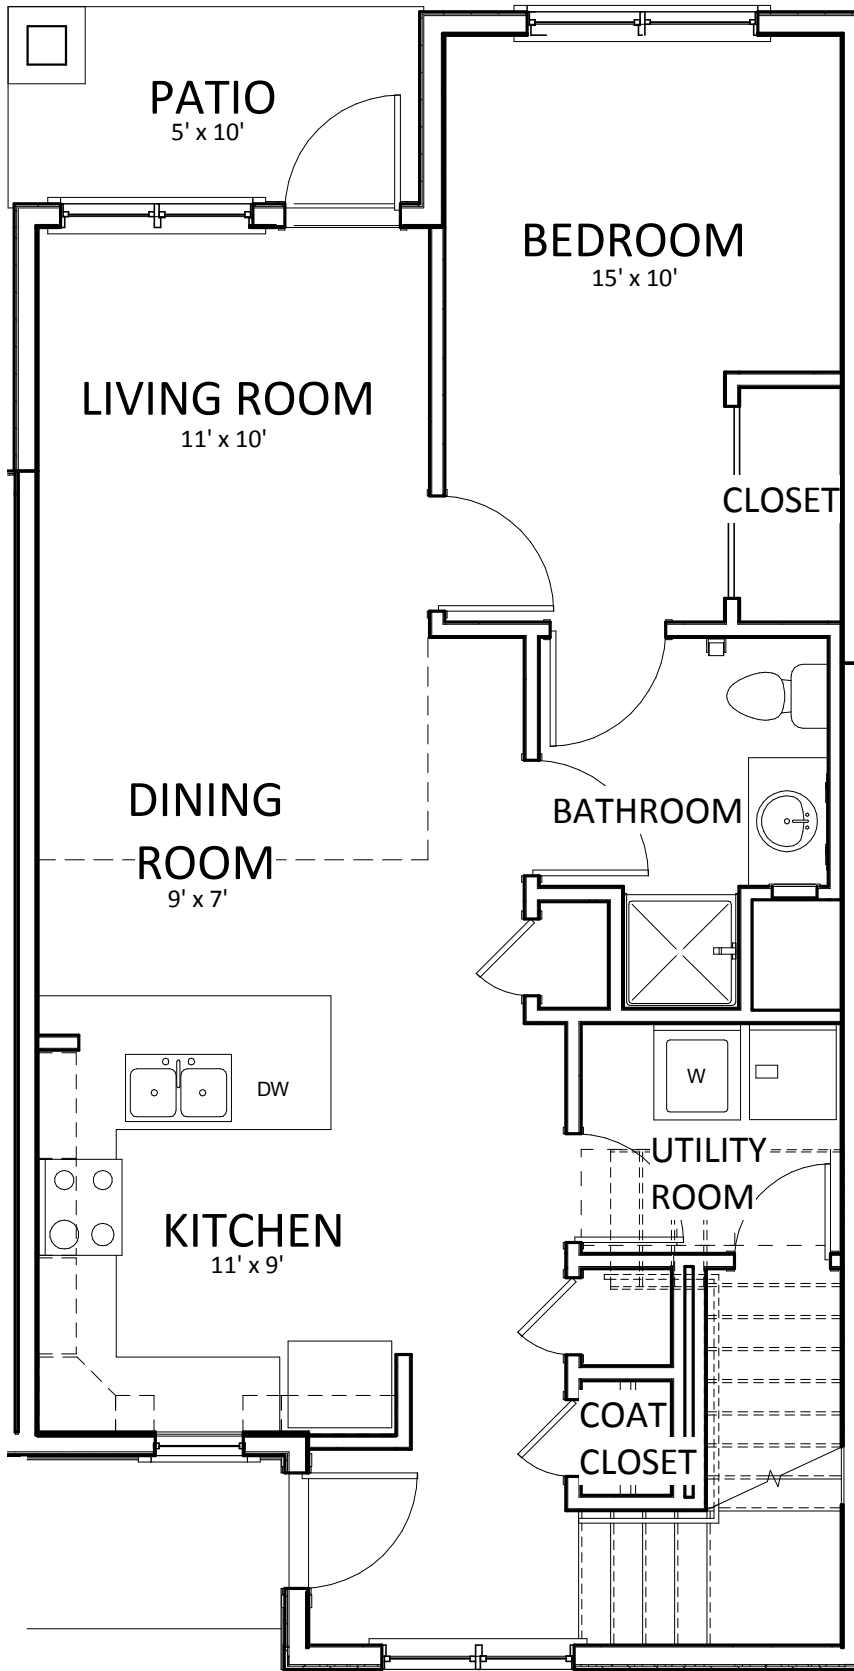 PATIO
5' x 10'
BEDROOM
15' x 10'
LIVING ROOM
11' x 10'
CLOSET
DINING
ROOM
9' x 7'
BATHROOM
W
DW
UTILITY
ROOM
KITCHEN
11' x 9'
COAT
CLOSET